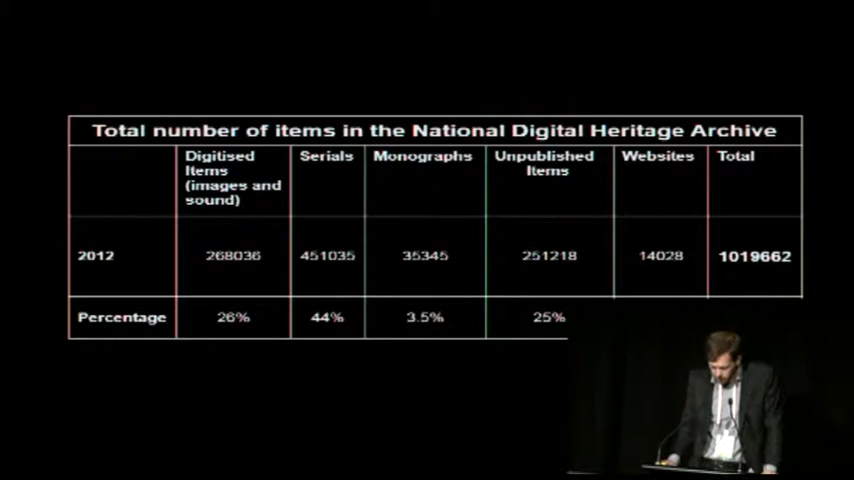 Total number of items in the National Digital Heritage Archive
Digitised Items (images and sound) Serials Monographs Unpublished Items Websites Total
2012 268036 451035 35345 251218 14028 1019662
Percentage 26% 44% 3.5% 25%